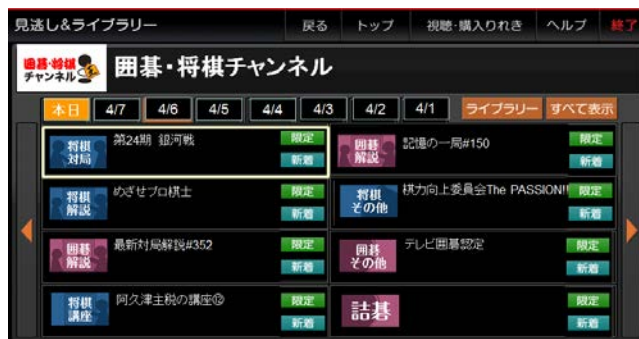 見逃し&ライブラリー
戻る トップ 視聴・購入りれき ヘルプ 終了
囲碁・将棋チャンネル
囲碁・将棋チャンネル
本日 4/7 4/6 4/5 4/4 4/3 4/2 4/1 ライブラリー すべて表示
将棋対局 第24期 銀河戦 限定 新着
囲碁解説 記憶の一局#150 限定 新着
将棋解説 めざせプロ棋士 限定 新着
将棋その他 棋力向上委員会The PASSION!! 限定 新着
囲碁解説 最新対局解説#352 限定 新着
囲碁その他 テレビ囲碁認定 限定 新着
将棋講座 阿久津主税の講座⑫ 限定 新着
詰碁 限定 新着